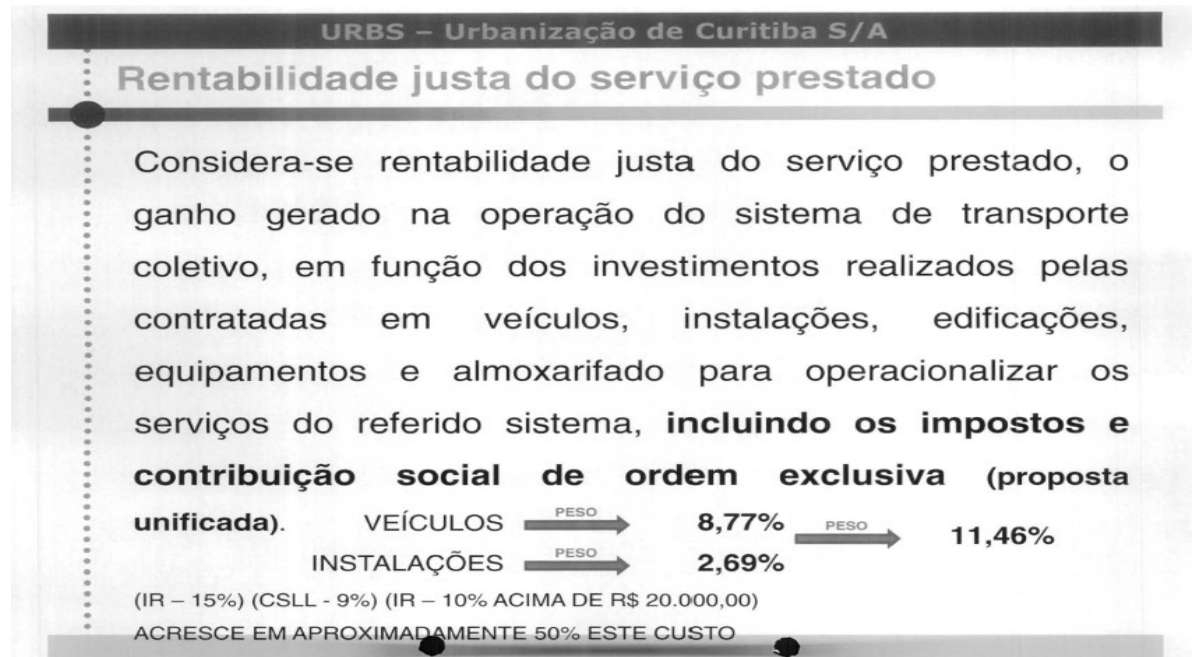 URBS – Urbanização de Curitiba S/A
Rentabilidade justa do serviço prestado
Considera-se rentabilidade justa do serviço prestado, o
ganho gerado na operação do sistema de transporte
coletivo, em função dos investimentos realizados pelas
contratadas em veículos, instalações, edificações,
equipamentos e almoxarifado para operacionalizar os
serviços do referido sistema, incluindo os impostos e
contribuição social de ordem exclusiva (proposta
unificada). VEÍCULOS PESO 8,77% PESO 11,46%
INSTALAÇÕES PESO 2,69%
(IR – 15%) (CSLL - 9%) (IR – 10% ACIMA DE R$ 20.000,00)
ACRESCE EM APROXIMADAMENTE 50% ESTE CUSTO